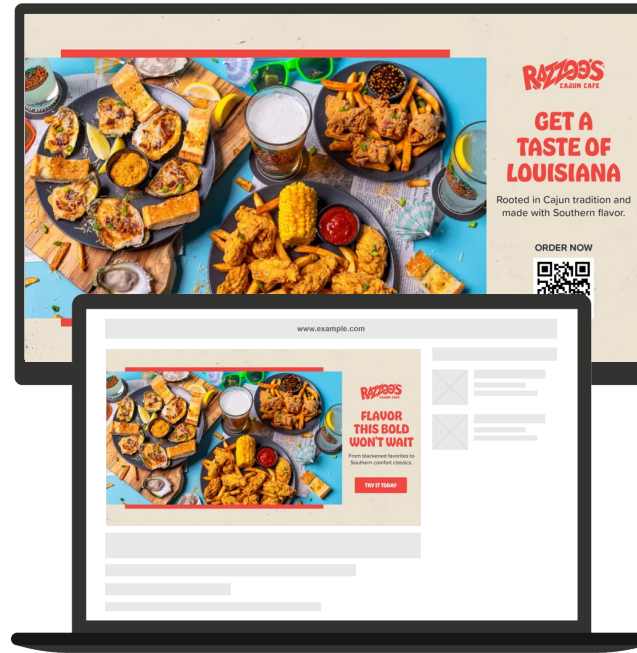 RAZZOO'S
CAJUN CAFE
GET A
TASTE OF
LOUISIANA
Rooted in Cajun tradition and
made with Southern flavor.
ORDER NOW
www.example.com
RAZZOO'S
CAJUN CAFE
FLAVOR
THIS BOLD
WON'T WAIT
From blackened favorites to
Southern comfort classics.
TRY IT TODAY